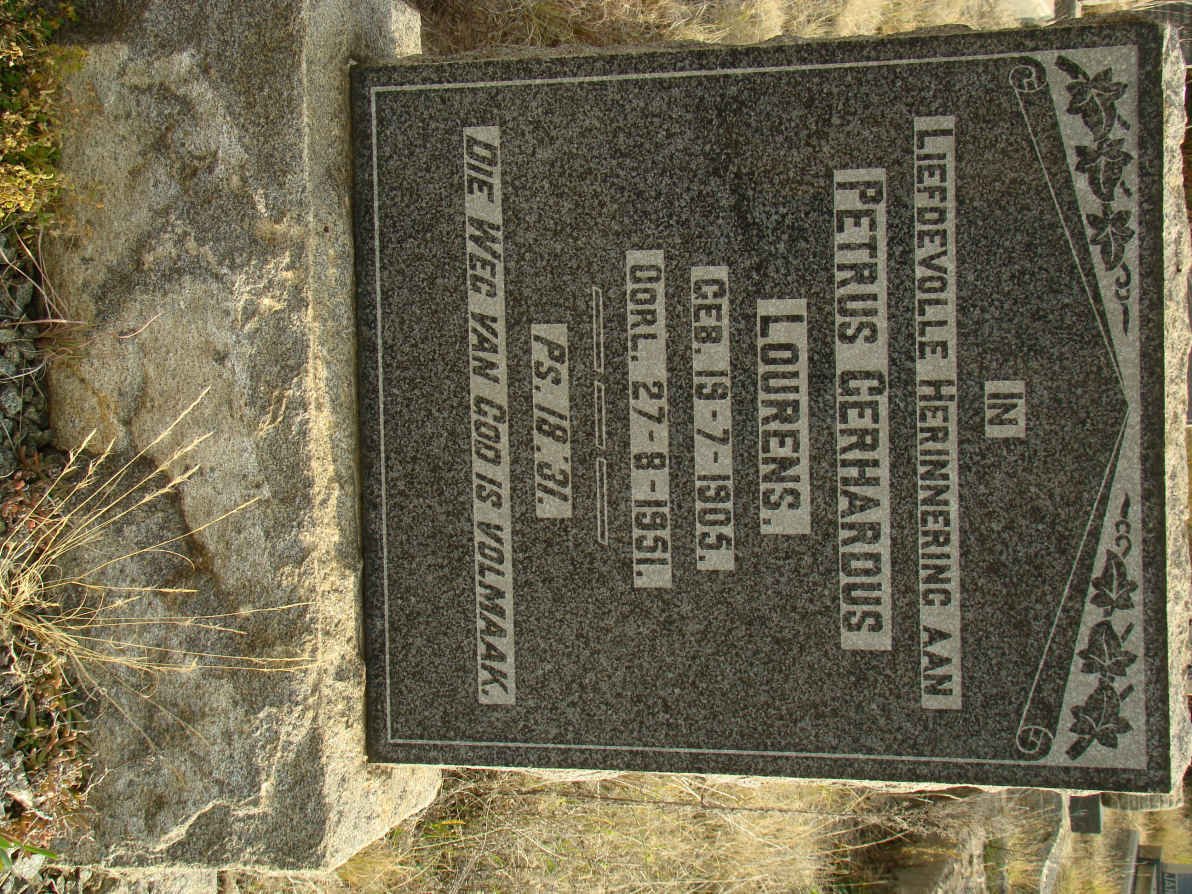 IN
LIEFDEVOLLE HERINNERING AAN
PETRUS GERHARDUS
LOURENS.
GEB. 19-7-1905.
OORL. 27-8-1951.
Ps. 18.31.
DIE WEG VAN GOD IS VOLMAAK.